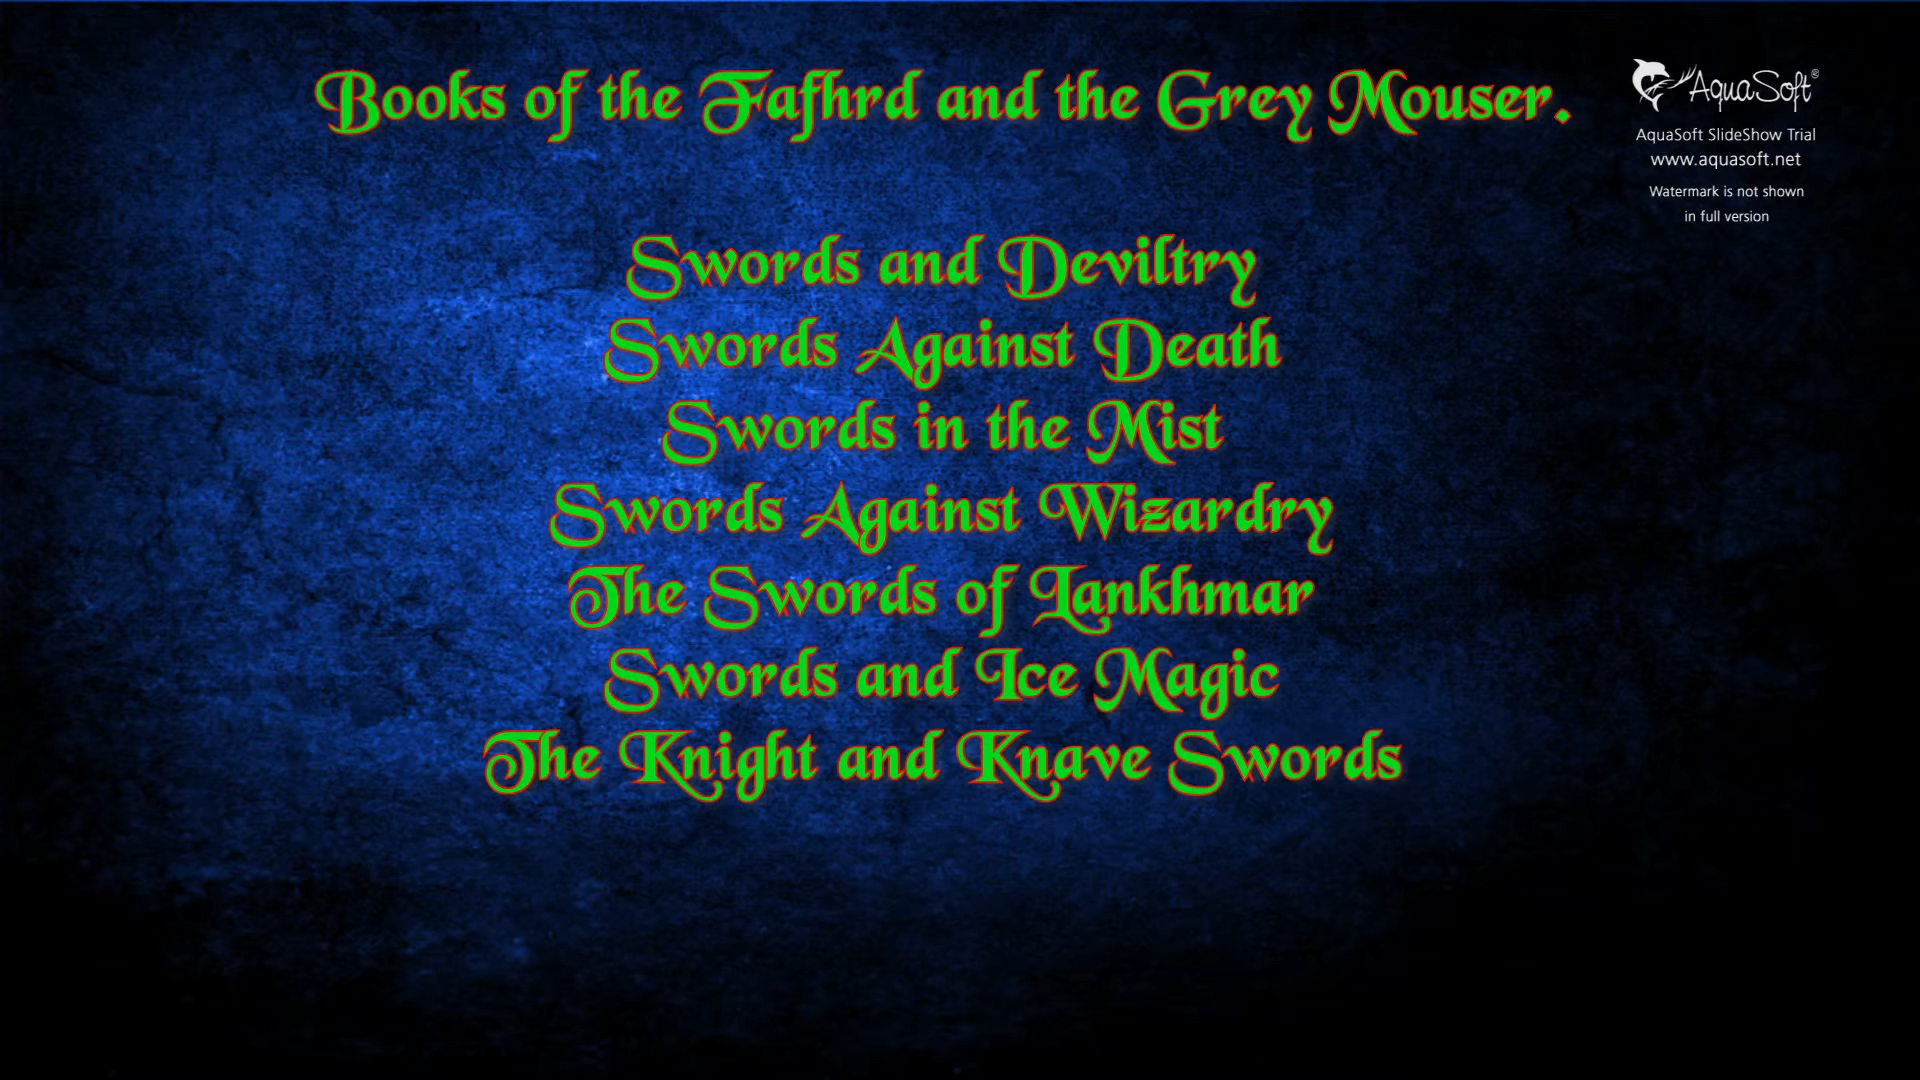 Books of the Fafhrd and the Grey Mouser.
AquaSoft®
AquaSoft SlideShow Trial
www.aquasoft.net
Watermark is not shown
in full version
Swords and Deviltry
Swords Against Death
Swords in the Mist
Swords Against Wizardry
The Swords of Lankhmar
Swords and Ice Magic
The Knight and Knave Swords